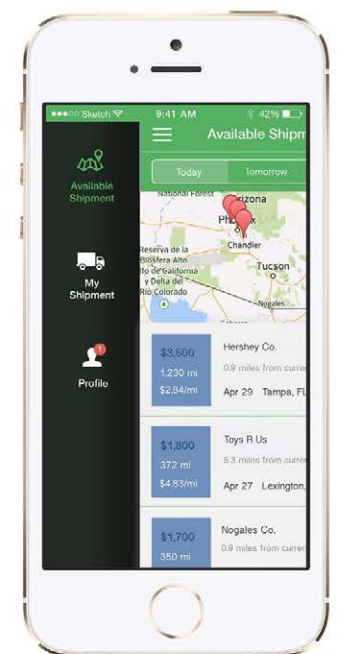 Sketch 9:41 AM 42%
Available Shipm
Today Tomorrow
Available
Shipment
My
Shipment
1
Profile
National Forest
Arizona
Chandler
Reserva de la
Biosfera Alto
de California
y Delta del
Río Colorado
Tucson
Nogales
$3,500
1,230 mi
$2.84/mi
Hershey Co.
0.9 miles from curre
Apr 29 Tampa, FL
$1,800
372 mi
$4.83/mi
Toys R Us
5.3 miles from curre
Apr 27 Lexington,
$1,700
350 mi
Nogales Co.
0.9 miles from curre